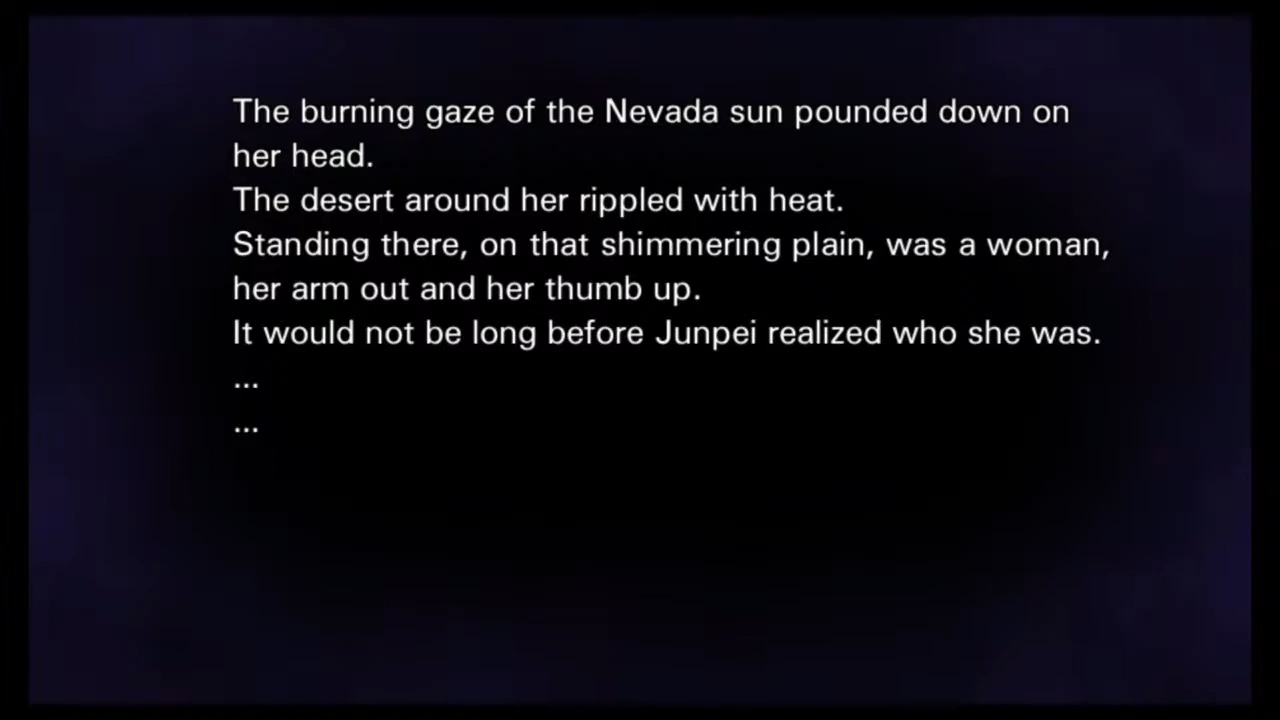 The burning gaze of the Nevada sun pounded down on
her head.
The desert around her rippled with heat.
Standing there, on that shimmering plain, was a woman,
her arm out and her thumb up.
It would not be long before Junpei realized who she was.
...
...